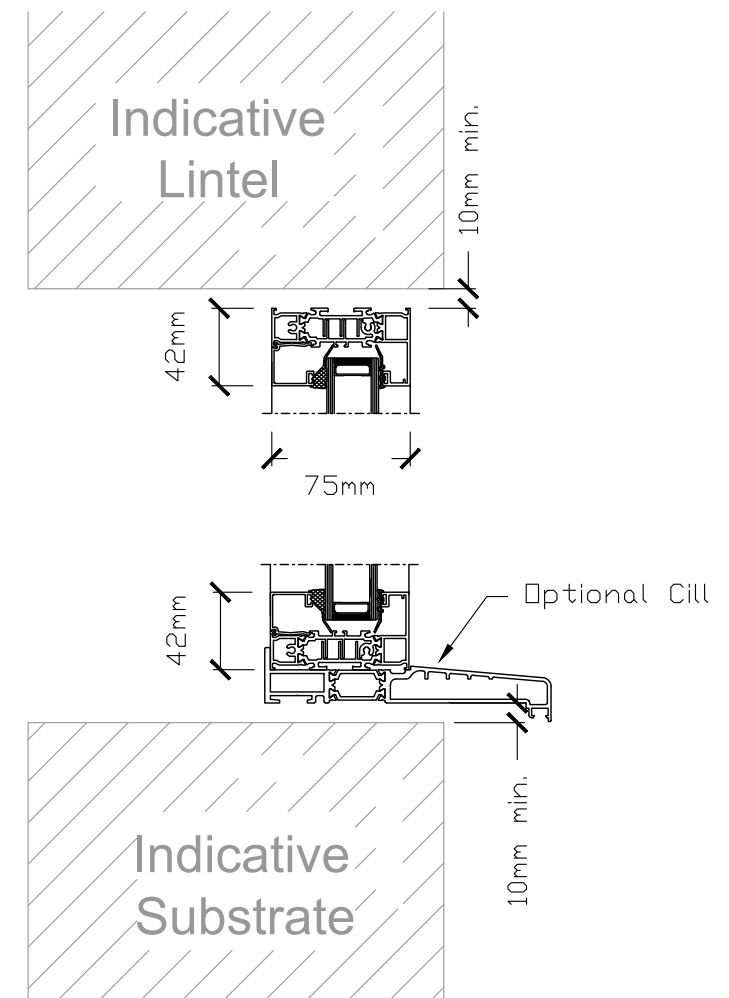 Indicative
Lintel
10mm min.
42mm
75mm
Optional Cill
42mm
10mm min.
Indicative
Substrate